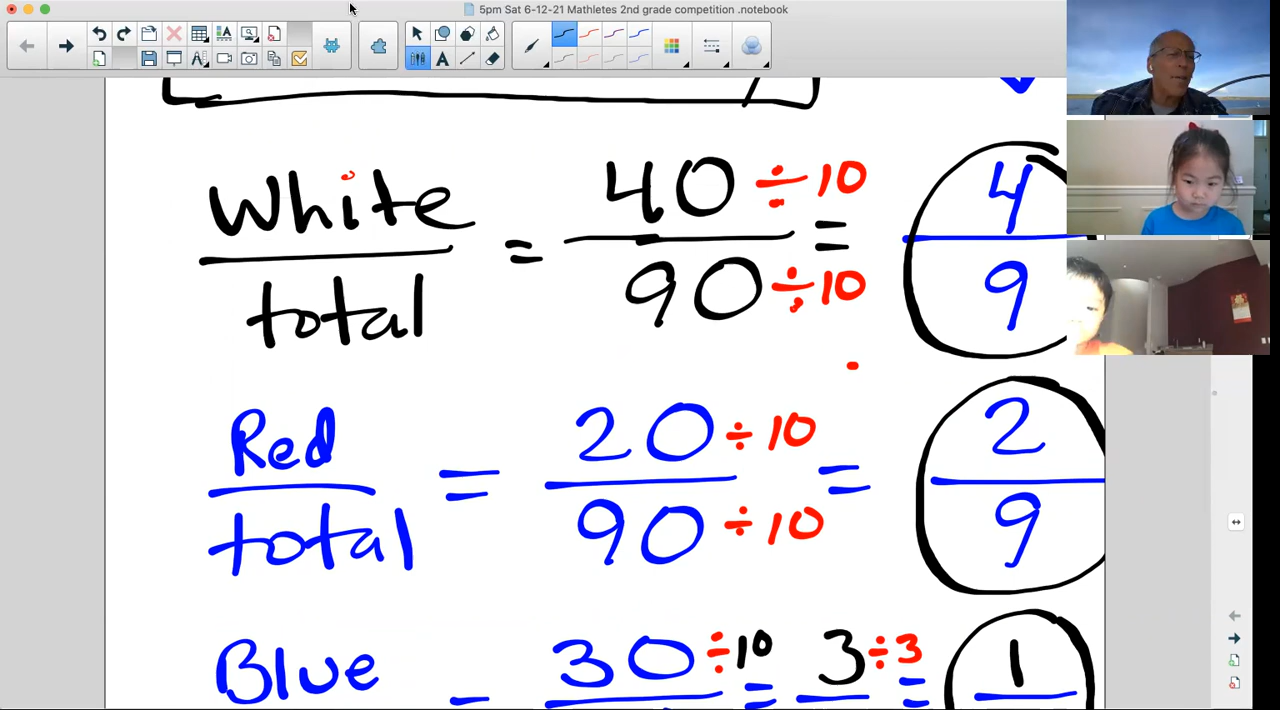 5pm Sat 6-12-21 Mathletes 2nd grade competition .notebook
White/total = 40 ÷10/90 ÷10 = 4/9
Red/total = 20 ÷10/90 ÷10 = 2/9
Blue = 30 ÷10 = 3 ÷3 = 1